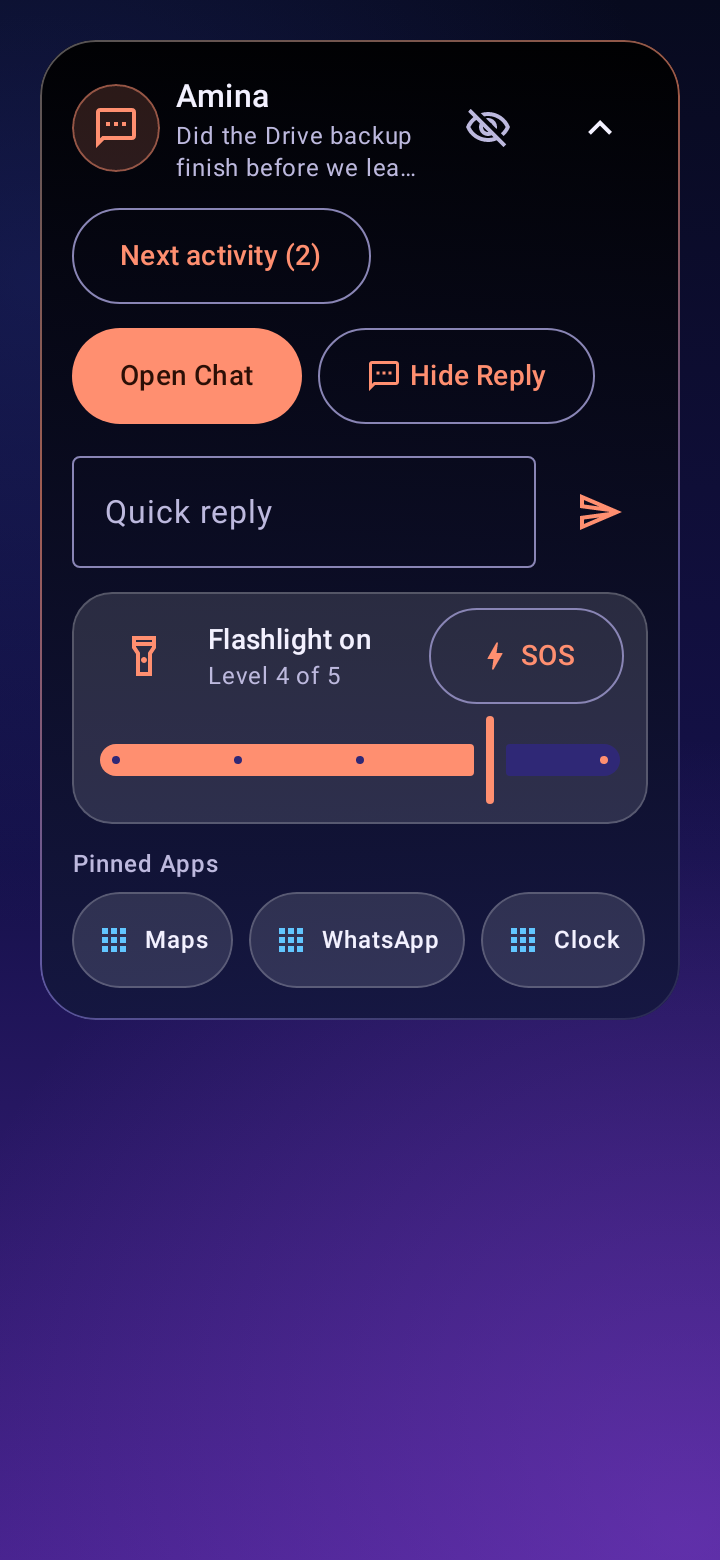 Amina
Did the Drive backup
finish before we lea…
Next activity (2)
Open Chat
Hide Reply
Quick reply
Flashlight on
Level 4 of 5
SOS
Pinned Apps
Maps
WhatsApp
Clock